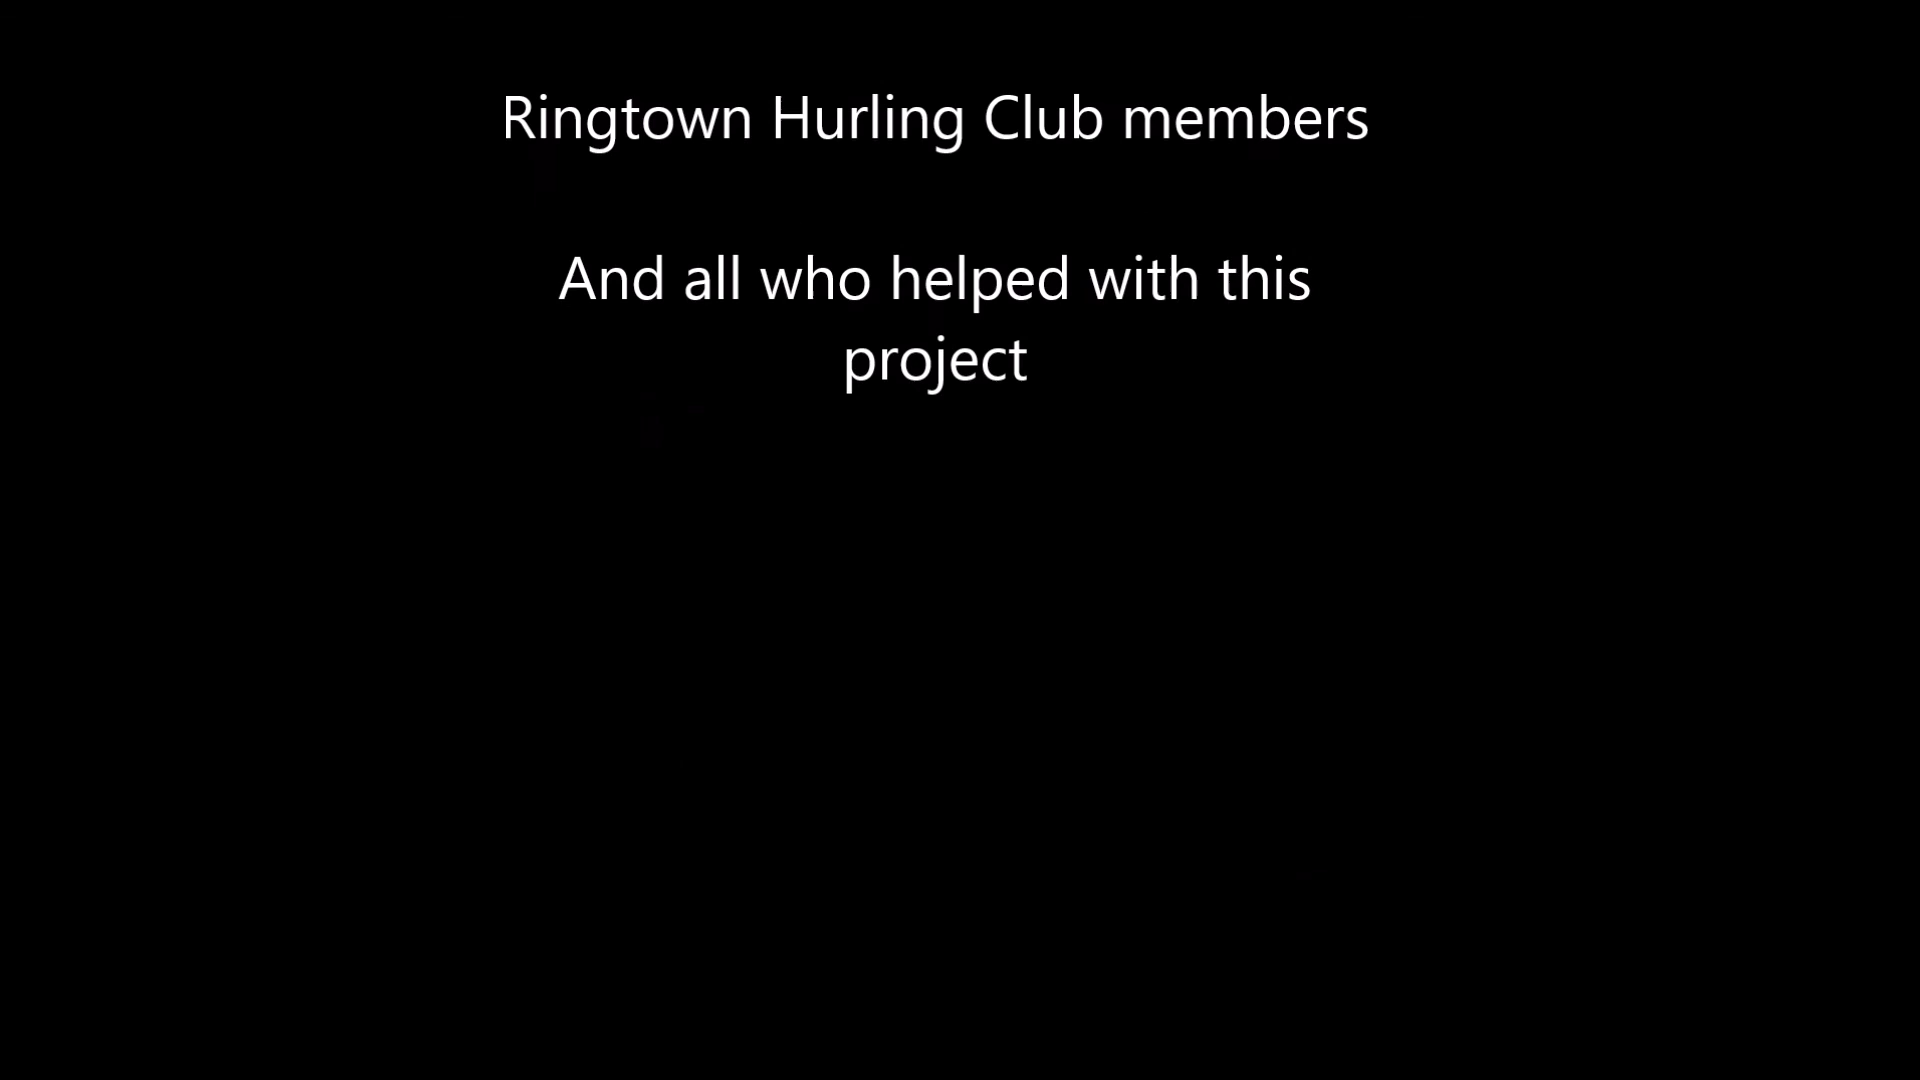 Ringtown Hurling Club members
And all who helped with this
project